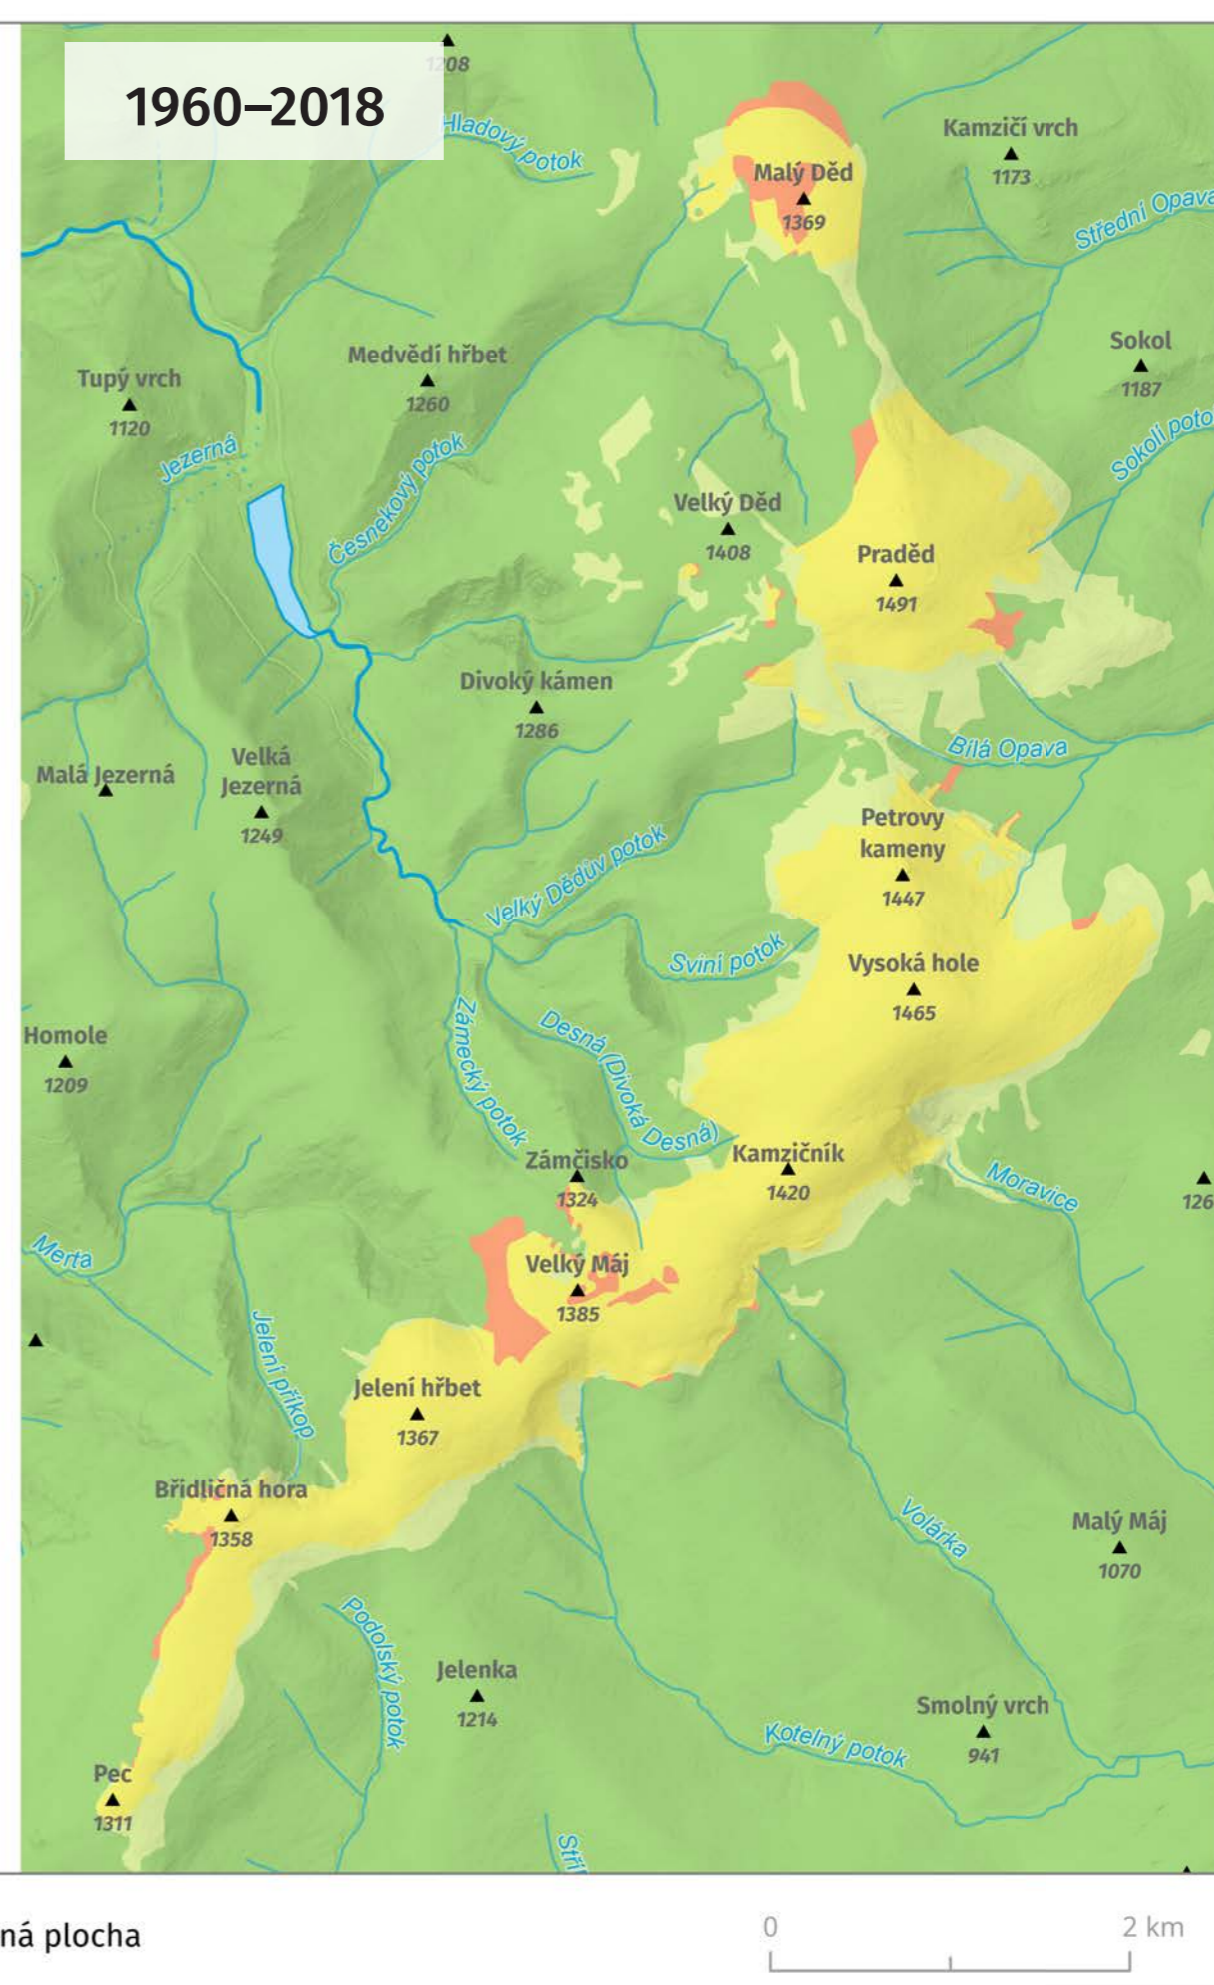 1960–2018
1208
Hladový potok
Malý Děd
1369
Kamzičí vrch
1173
Střední Opava
Medvědí hřbet
1260
Tupý vrch
1120
Sokol
1187
Jezerná
Česnekový potok
Sokolí poto
Velký Děd
1408
Praděd
1491
Divoký kámen
1286
Bílá Opava
Malá Jezerná
Velká
Jezerná
1249
Petrovy
kameny
1447
Velký Dědův potok
Sviní potok
Vysoká hole
1465
Homole
1209
Zámecký potok
Desná (Divoká
Desná)
Zámčisko
1324
Kamzičník
1420
Moravice
126
Merta
Velký Máj
1385
Jelení příkop
Jelení hřbet
1367
Břidličná hora
1358
Volárka
Malý Máj
1070
Podolský potok
Jelenka
1214
Smolný vrch
941
Kotelný potok
Pec
1311
Stří
ná plocha
0
2 km